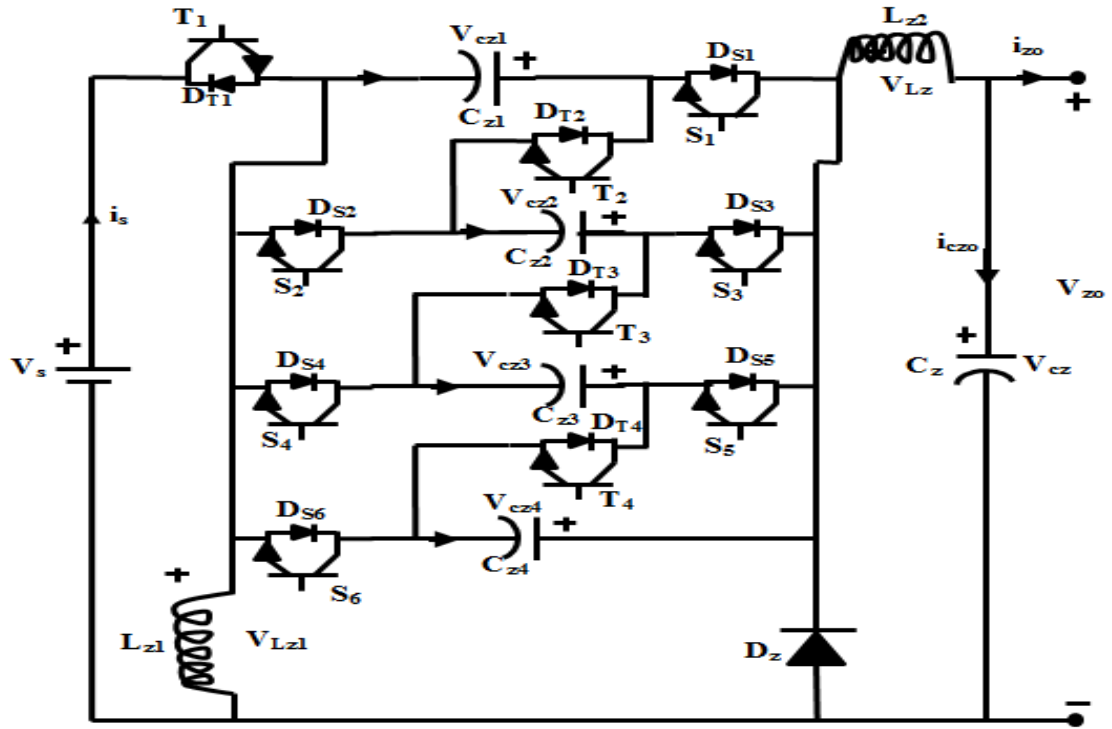 T1
Vcz1
+
DS1
Lz2
izo
DT1
Cz1
DT2
S1
VLz
+
T2
is
DS2
Vcz2
+
DS3
S2
Cz2
DT3
S3
iczo
Vzo
T3
+
Vs
DS4
Vcz3
+
DS5
+
Cz
Vcz
S4
Cz3
DT4
S5
T4
DS6
Vcz4
+
Cz4
S6
+
Lz1
VLz1
Dz
−